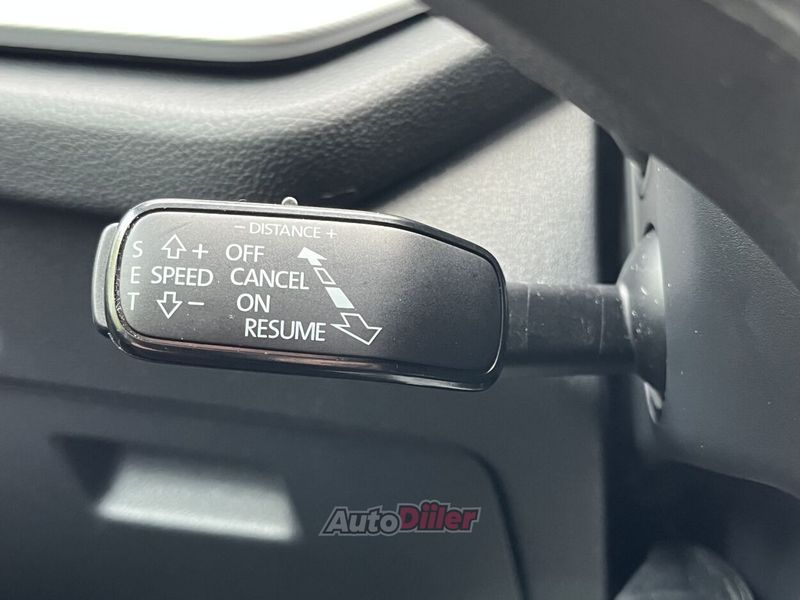 - DISTANCE +
S + OFF
E SPEED CANCEL
T - ON
RESUME
AutoDiiler